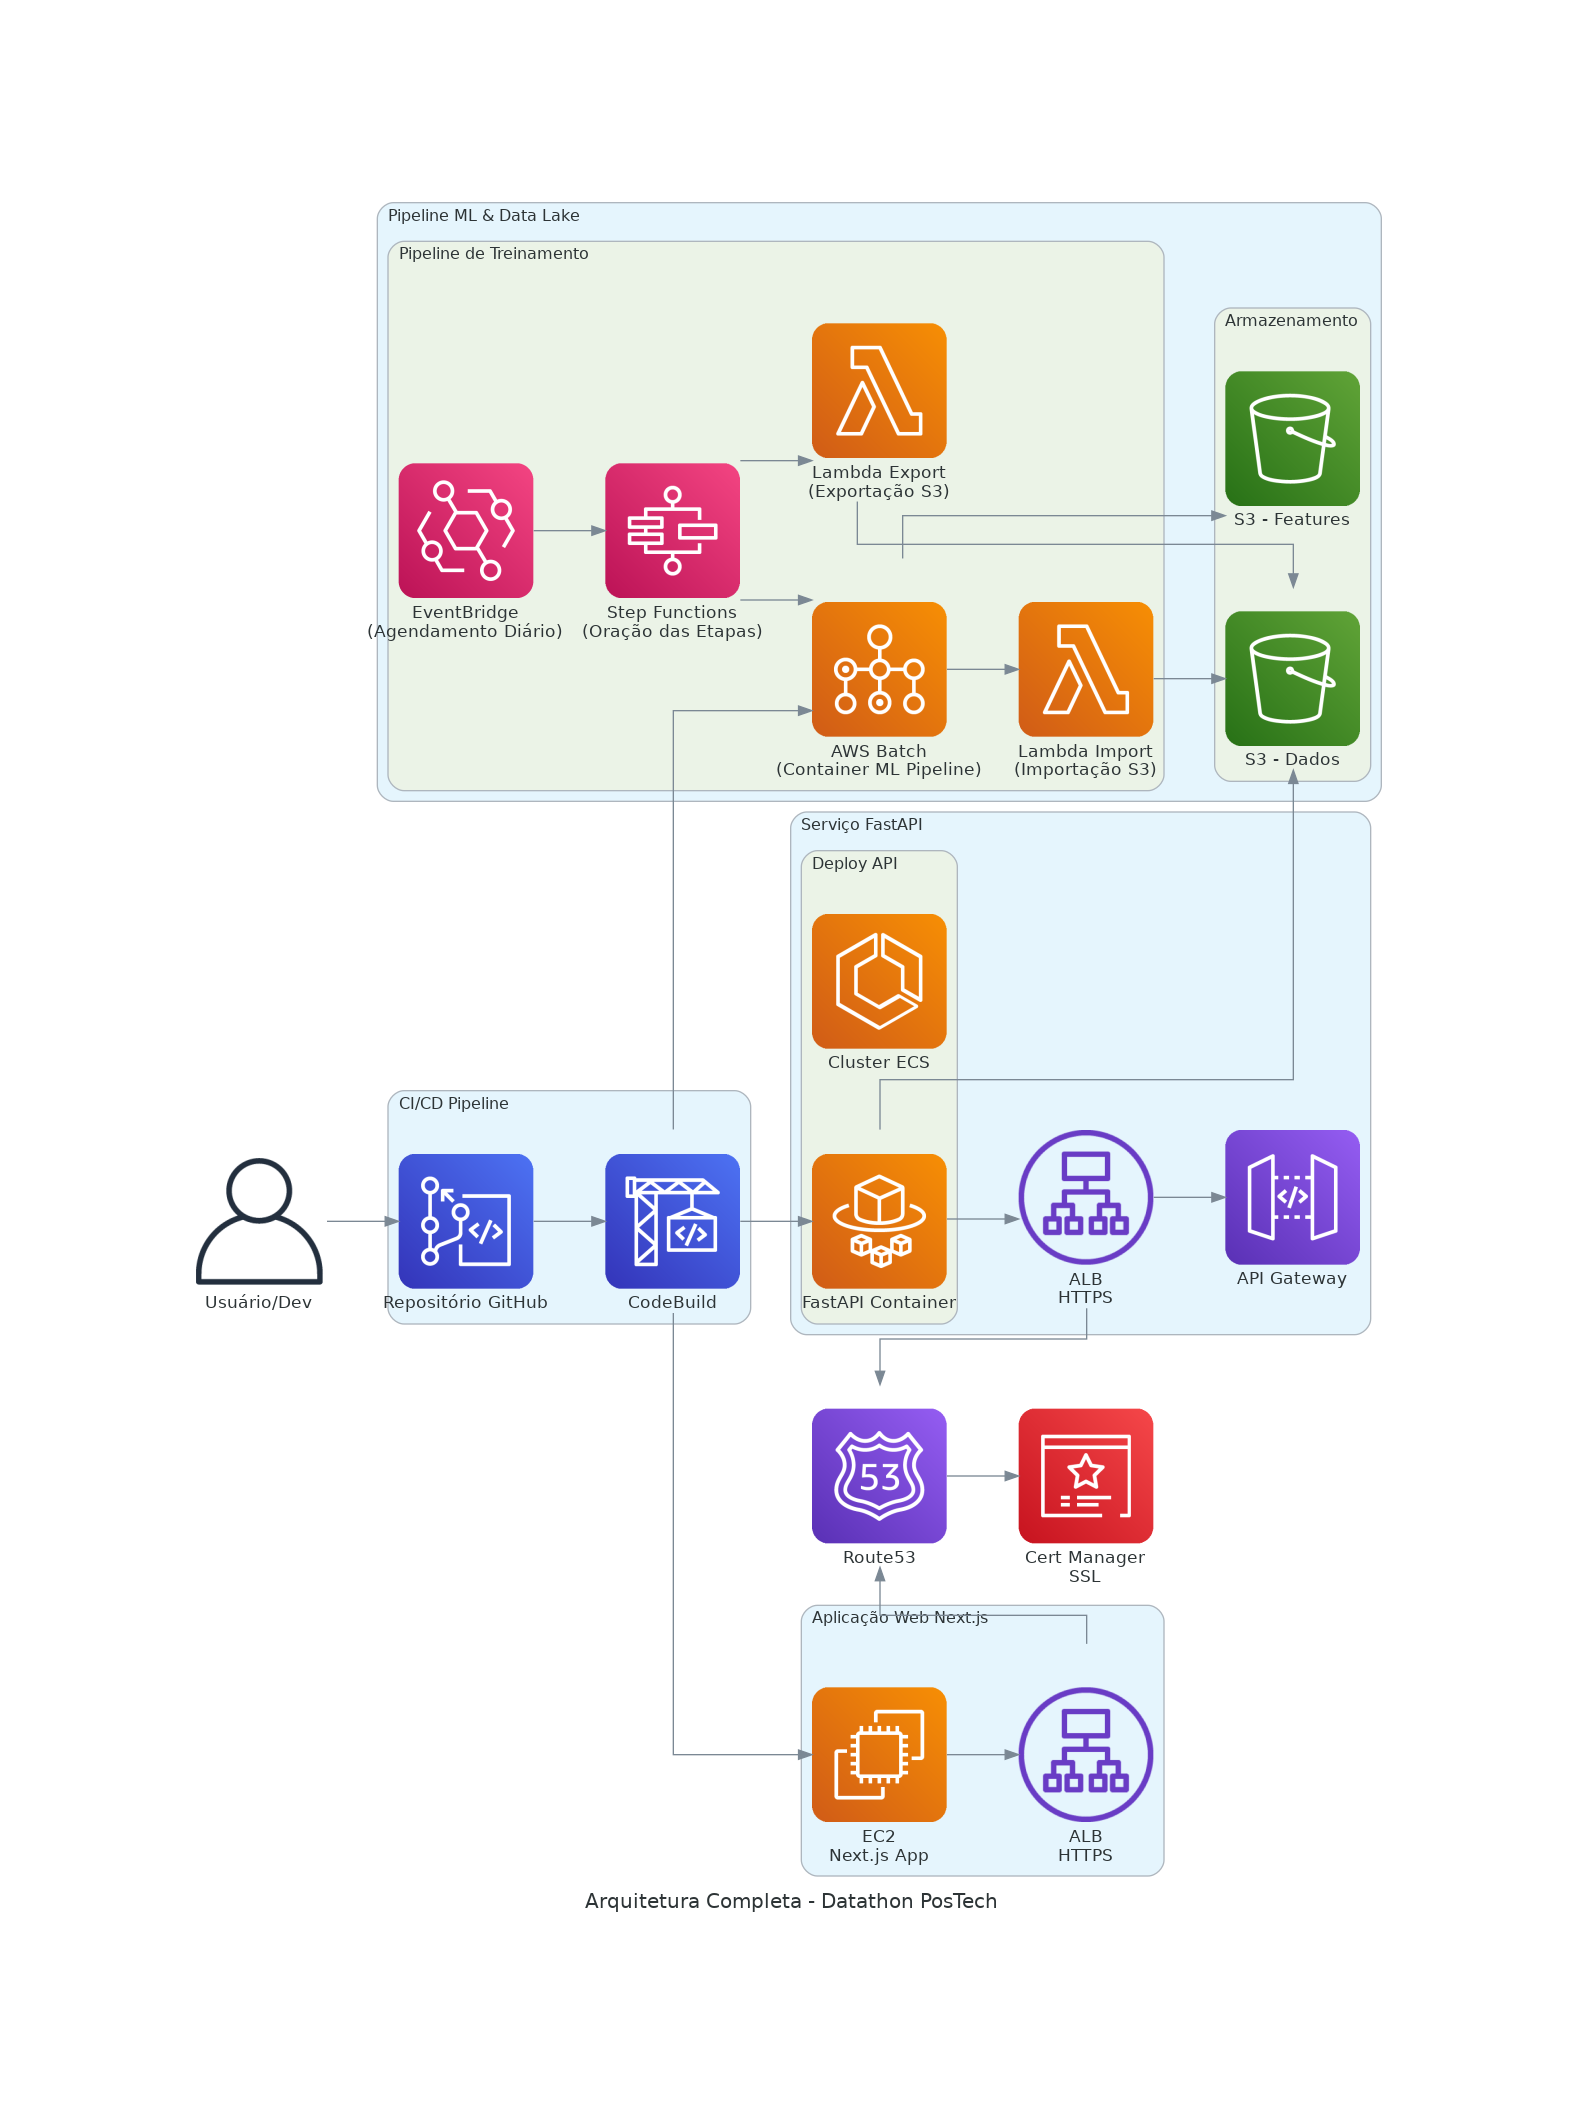 Pipeline ML & Data Lake
Pipeline de Treinamento
Armazenamento
Lambda Export
(Exportação S3)
S3 - Features
EventBridge
(Agendamento Diário)
Step Functions
(Oração das Etapas)
AWS Batch
(Container ML Pipeline)
Lambda Import
(Importação S3)
S3 - Dados
Serviço FastAPI
Deploy API
Cluster ECS
CI/CD Pipeline
Usuário/Dev
Repositório GitHub
CodeBuild
FastAPI Container
ALB
HTTPS
API Gateway
53
Route53
Cert Manager
SSL
Aplicação Web Next.js
EC2
Next.js App
ALB
HTTPS
Arquitetura Completa - Datathon PosTech